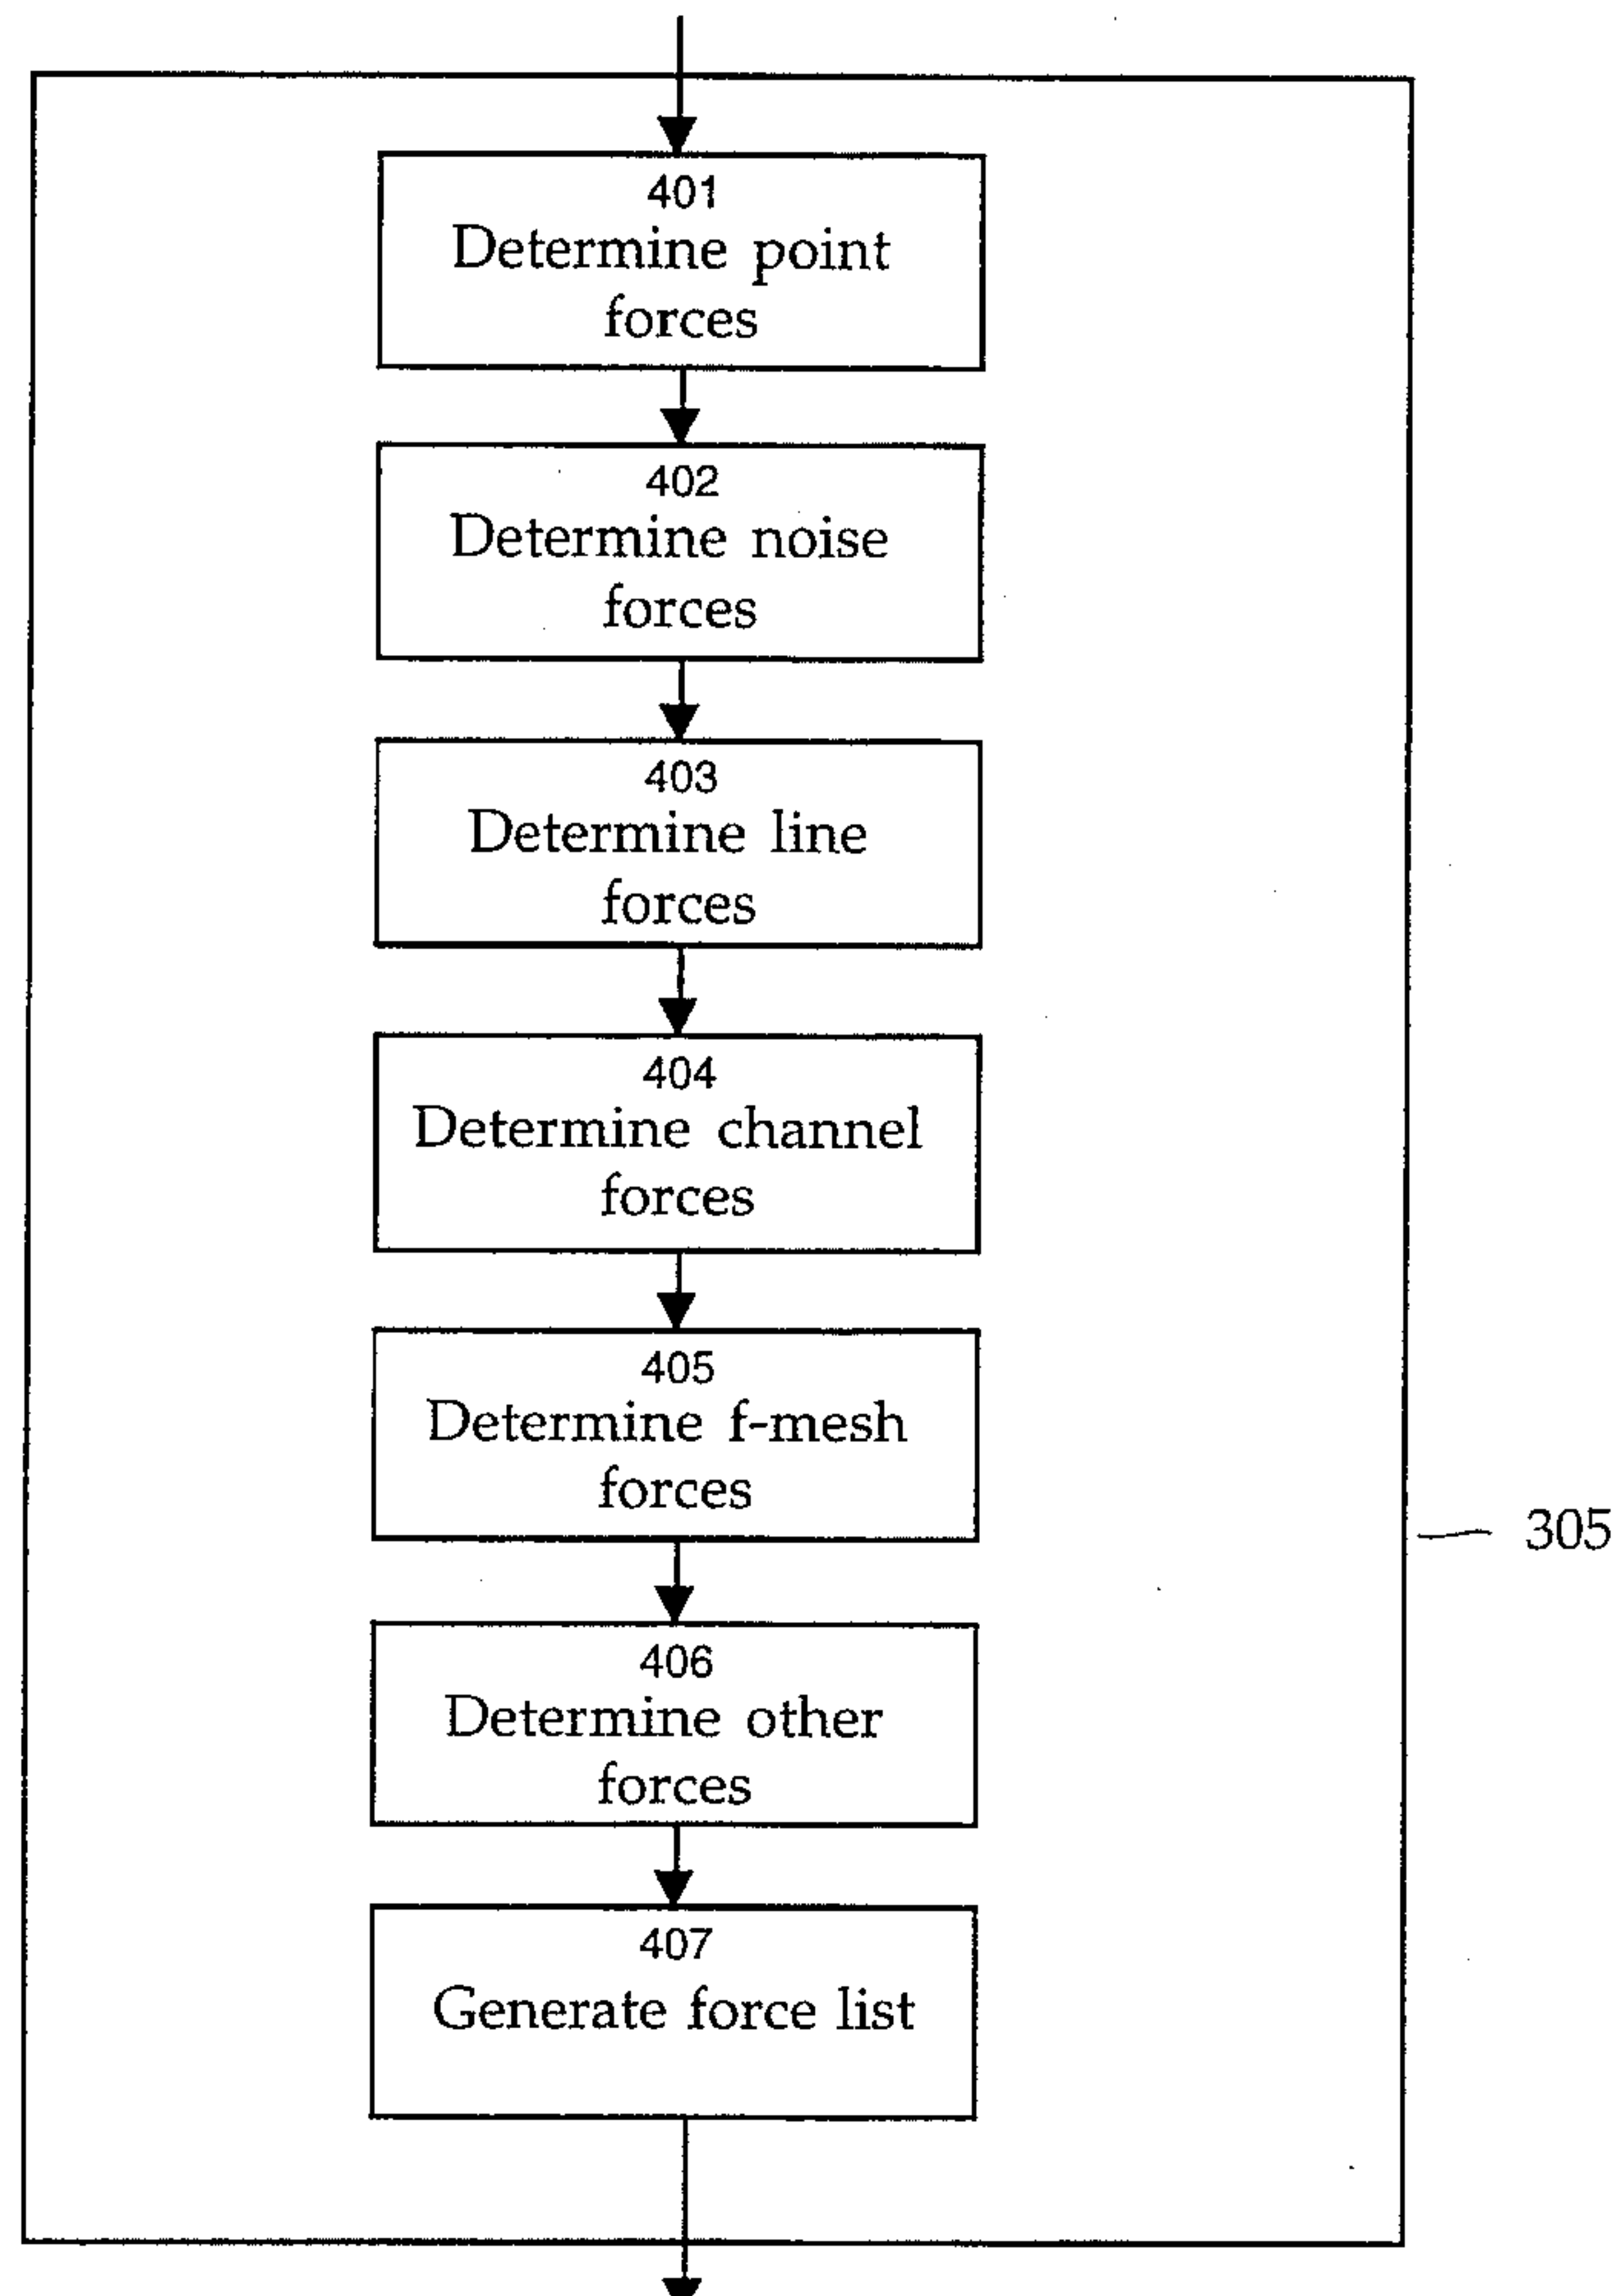 401
Determine point
forces
402
Determine noise
forces
403
Determine line
forces
404
Determine channel
forces
405
Determine f-mesh
forces
305
406
Determine other
forces
407
Generate force list